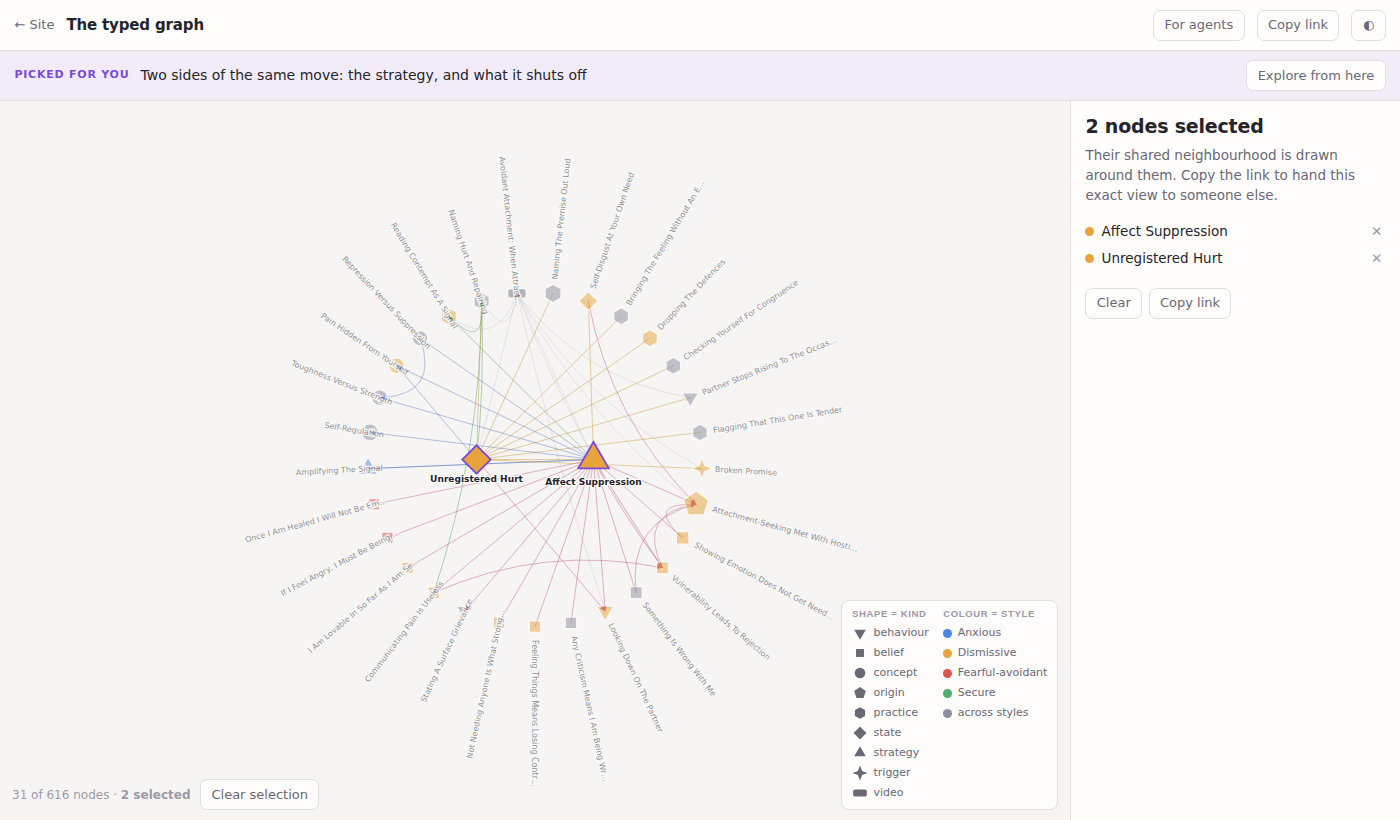 ← Site The typed graph For agents Copy link
PICKED FOR YOU Two sides of the same move: the strategy, and what it shuts off Explore from here
2 nodes selected
Their shared neighbourhood is drawn
around them. Copy the link to hand this
exact view to someone else.
Affect Suppression ×
Unregistered Hurt ×
Clear Copy link
Avoidant Attachment: When Attrac…
Naming The Premise Out Loud
Self-Disgust At Your Own Need
Bringing The Feeling Without An E…
Dropping The Defences
Checking Yourself For Congruence
Partner Stops Rising To The Occas…
Flagging That This One Is Tender
Broken Promise
Attachment-Seeking Met With Hosti…
Showing Emotion Does Not Get Need…
Vulnerability Leads To Rejection
Something Is Wrong With Me
Looking Down On The Partner
Any Criticism Means I Am Being Wr…
Feeling Things Means Losing Contr…
Not Needing Anyone Is What Strong…
Stating A Surface Grievance
Communicating Pain Is Useless
I Am Lovable In So Far As I Am
If I Feel Angry, I Must Be Being
Once I Am Healed I Will Not Be Em…
Amplifying The Signal
Self-Regulation
Toughness Versus Strength
Pain Hidden From Yourself
Repression Versus Suppression
Reading Contempt As A Signal
Naming Hurt And Repairing
Unregistered Hurt
Affect Suppression
SHAPE = KIND COLOUR = STYLE
behaviour Anxious
belief Dismissive
concept Fearful-avoidant
origin Secure
practice across styles
state
strategy
trigger
video
31 of 616 nodes · 2 selected Clear selection